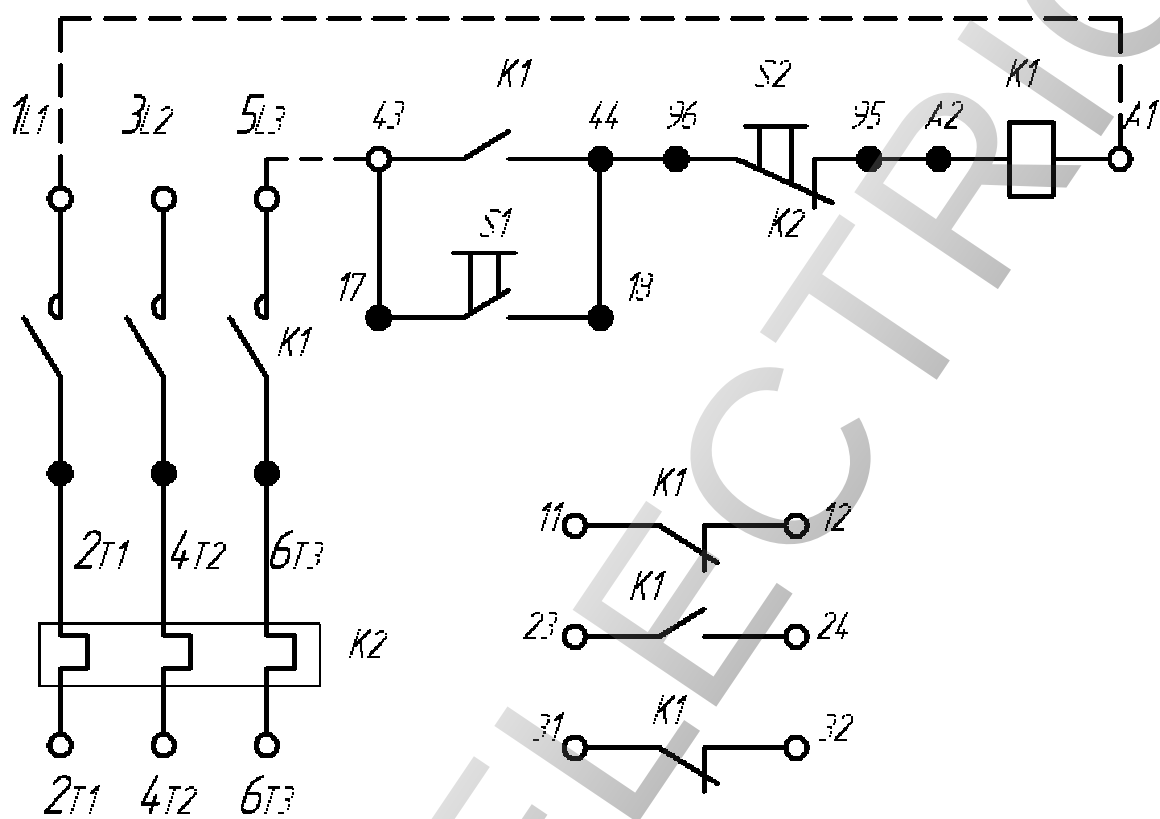 K1 S2 K1
1L1 3L2 5L3 43 44 96 95 A2 A1
S1 K2
17 18
K1
K1
11 12
2T1 4T2 6T3
K1
23 24
K2
K1
31 32
2T1 4T2 6T3
ELECTRIC